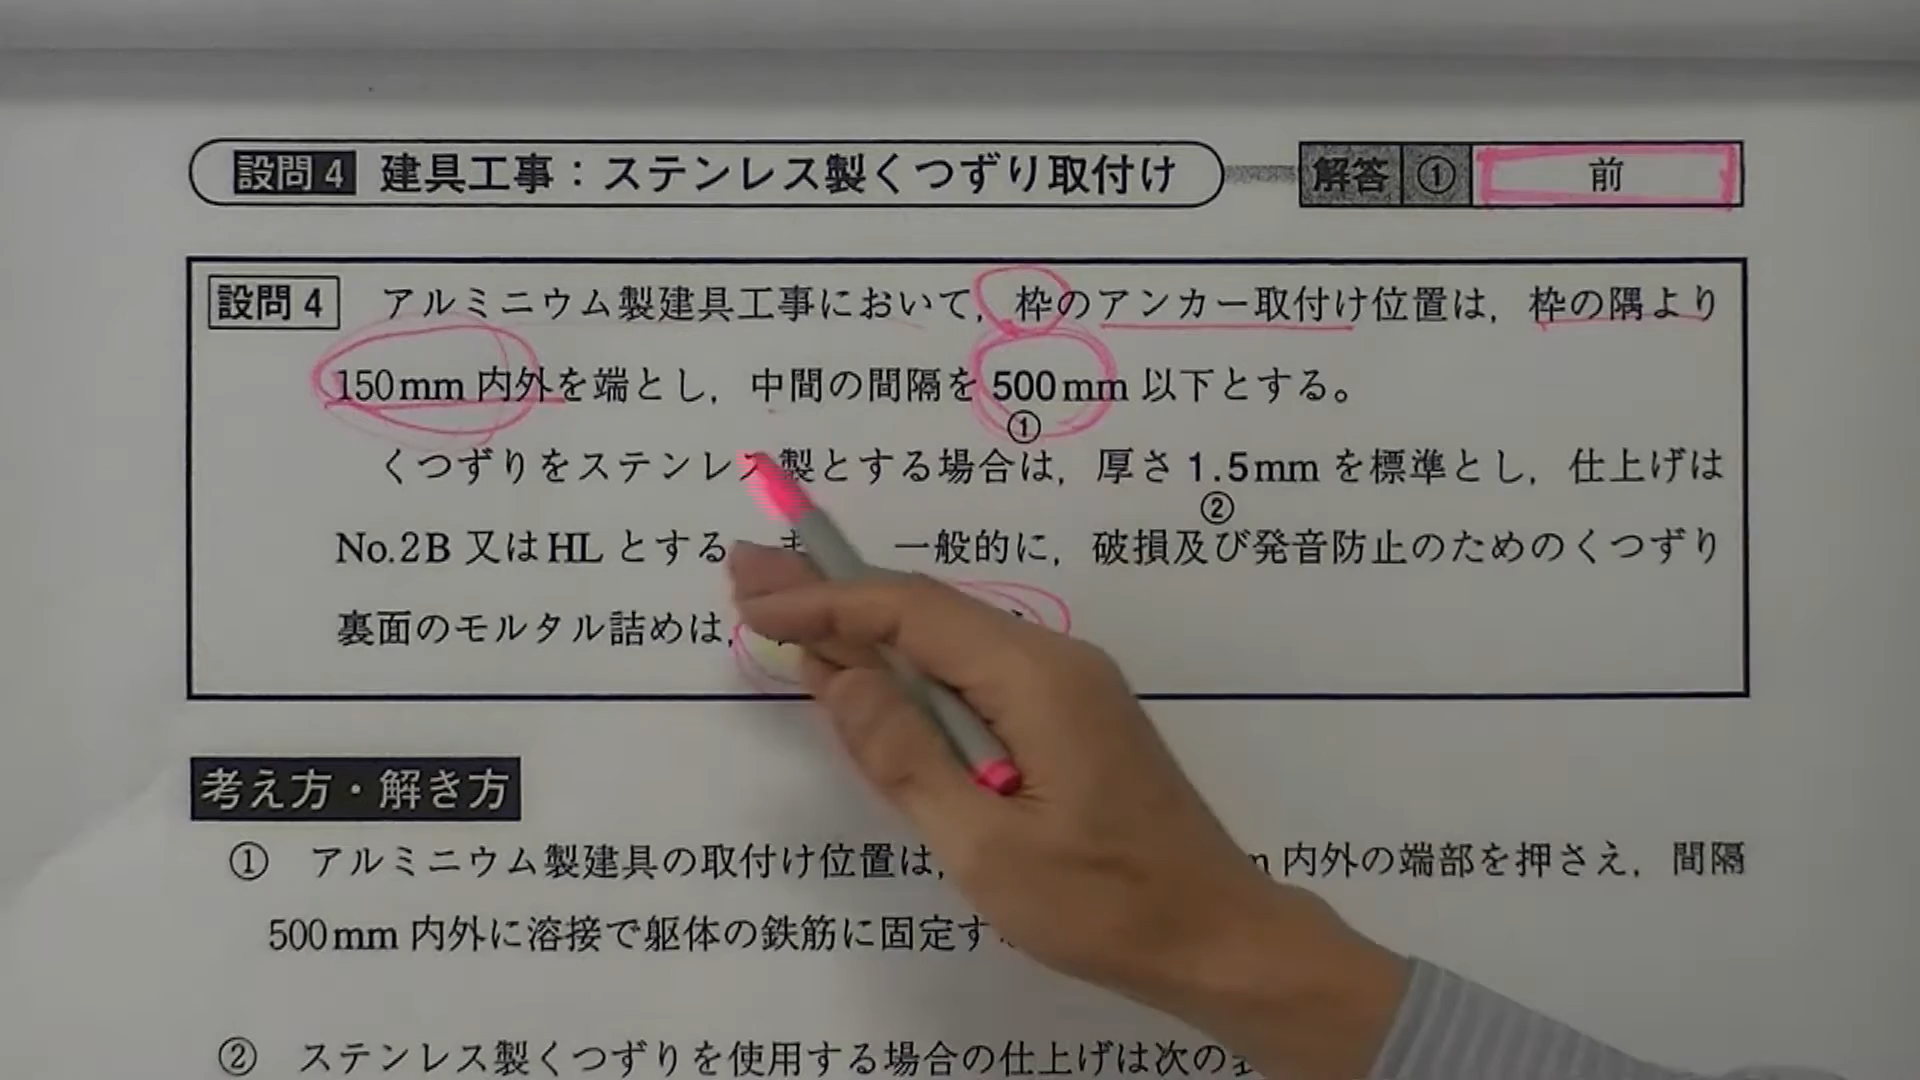 設問4 建具工事：ステンレス製くつずり取付け 解答 ① 前
設問4 アルミニウム製建具工事において，枠のアンカー取付け位置は，枠の隅より
150mm 内外を端とし，中間の間隔を 500mm 以下とする。
①
くつずりをステンレス製とする場合は，厚さ 1.5mm を標準とし，仕上げは
②
No.2B 又は HL とする 一般的に，破損及び発音防止のためのくつずり
裏面のモルタル詰めは，
考え方・解き方
① アルミニウム製建具の取付け位置は， 内外の端部を押さえ，間隔
500mm 内外に溶接で躯体の鉄筋に固定す
② ステンレス製くつずりを使用する場合の仕上げは次の